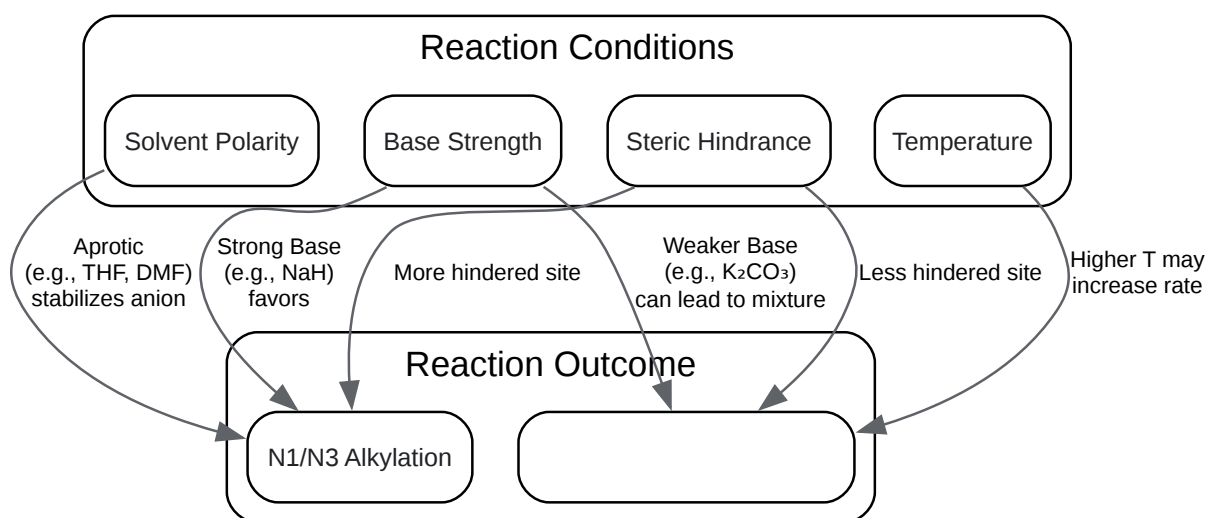 Reaction Conditions
Solvent Polarity
Base Strength
Steric Hindrance
Temperature
Aprotic
(e.g., THF, DMF)
stabilizes anion
Strong Base
(e.g., NaH)
favors
More hindered site
Weaker Base
(e.g., K₂CO₃)
can lead to mixture
Less hindered site
Higher T may
increase rate
Reaction Outcome
N1/N3 Alkylation